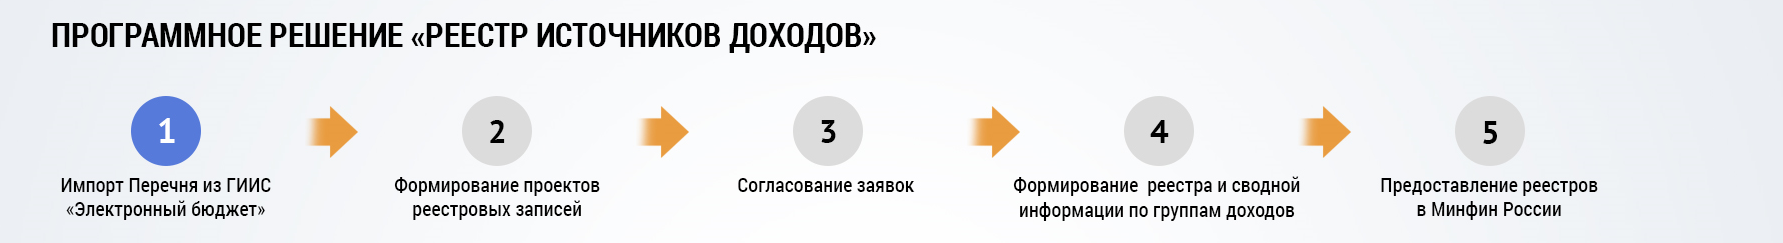 ПРОГРАММНОЕ РЕШЕНИЕ «РЕЕСТР ИСТОЧНИКОВ ДОХОДОВ»
1
Импорт Перечня из ГИИС
«Электронный бюджет»
2
Формирование проектов
реестровых записей
3
Согласование заявок
4
Формирование реестра и сводной
информации по группам доходов
5
Предоставление реестров
в Минфин России